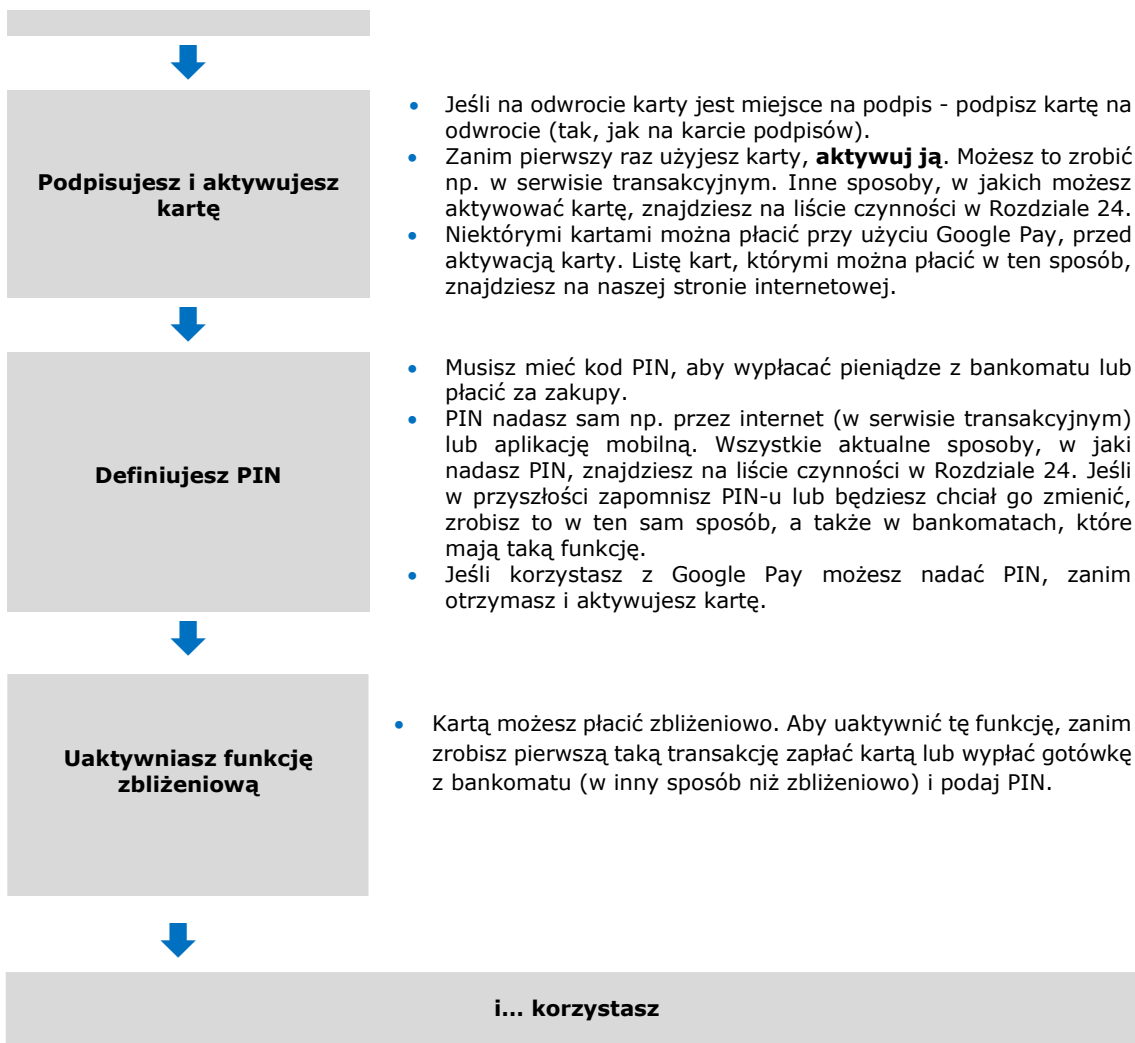 Podpisujesz i aktywujesz
kartę
• Jeśli na odwrocie karty jest miejsce na podpis - podpisz kartę na
odwrocie (tak, jak na karcie podpisów).
• Zanim pierwszy raz użyjesz karty, aktywuj ją. Możesz to zrobić
np. w serwisie transakcyjnym. Inne sposoby, w jakich możesz
aktywować kartę, znajdziesz na liście czynności w Rozdziale 24.
• Niektórymi kartami można płacić przy użyciu Google Pay, przed
aktywacją karty. Listę kart, którymi można płacić w ten sposób,
znajdziesz na naszej stronie internetowej.
Definiujesz PIN
• Musisz mieć kod PIN, aby wypłacać pieniądze z bankomatu lub
płacić za zakupy.
• PIN nadasz sam np. przez internet (w serwisie transakcyjnym)
lub aplikację mobilną. Wszystkie aktualne sposoby, w jaki
nadasz PIN, znajdziesz na liście czynności w Rozdziale 24. Jeśli
w przyszłości zapomnisz PIN-u lub będziesz chciał go zmienić,
zrobisz to w ten sam sposób, a także w bankomatach, które
mają taką funkcję.
• Jeśli korzystasz z Google Pay możesz nadać PIN, zanim
otrzymasz i aktywujesz kartę.
Uaktywniasz funkcję
zbliżeniową
• Kartą możesz płacić zbliżeniowo. Aby uaktywnić tę funkcję, zanim
zrobisz pierwszą taką transakcję zapłać kartą lub wypłać gotówkę
z bankomatu (w inny sposób niż zbliżeniowo) i podaj PIN.
i... korzystasz